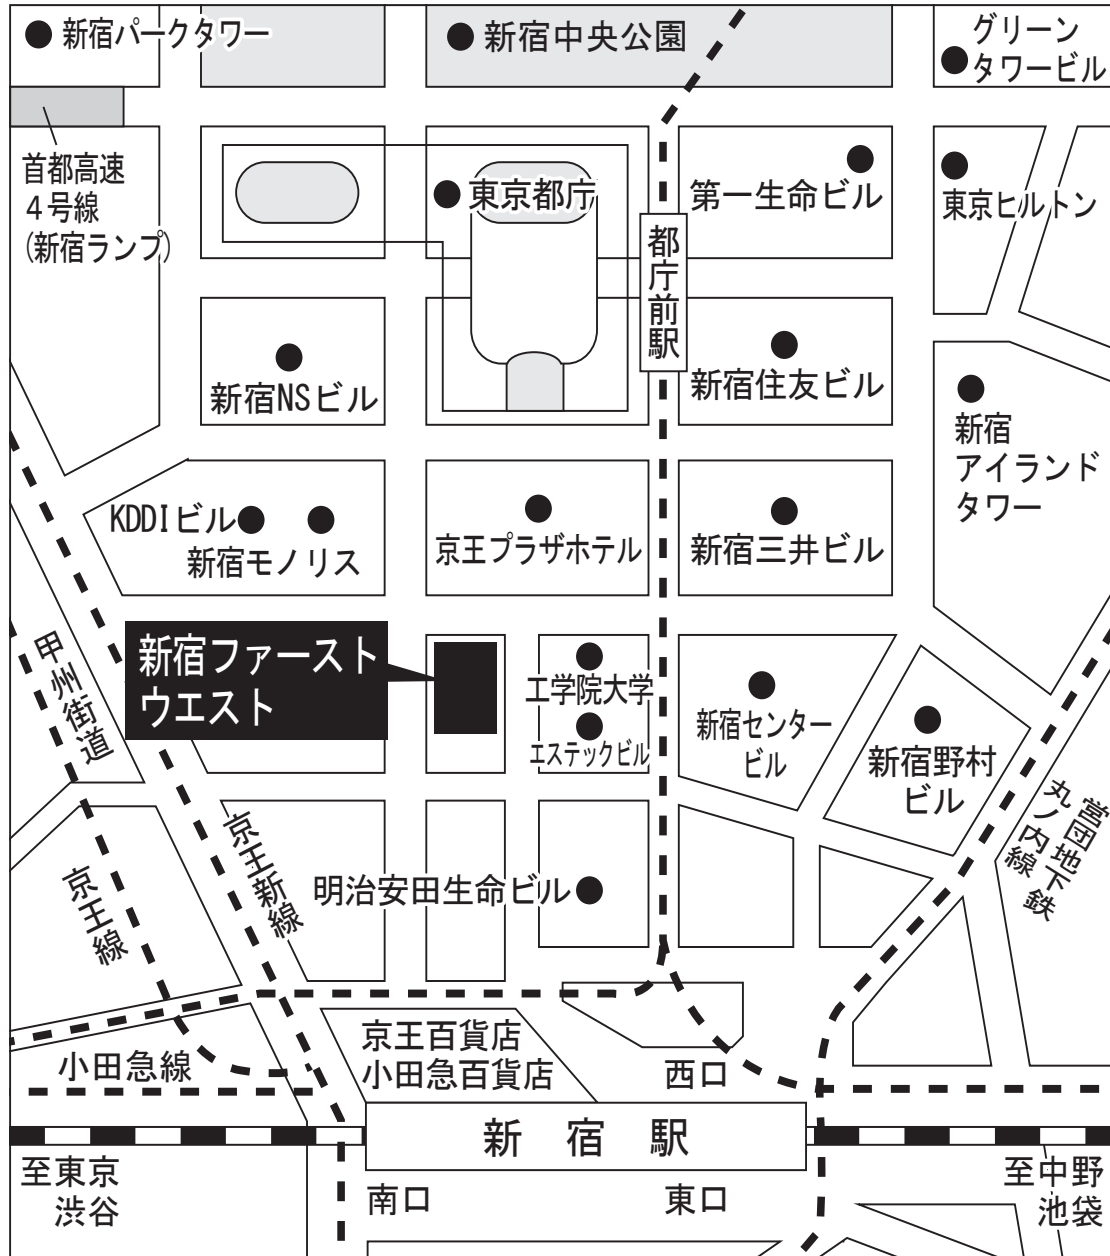 新宿パークタワー
新宿中央公園
グリーン
タワービル
首都高速
4号線
(新宿ランプ)
東京都庁
第一生命ビル
東京ヒルトン
都庁前駅
新宿NSビル
新宿住友ビル
新宿
アイランド
タワー
KDDIビル
新宿モノリス
京王プラザホテル
新宿三井ビル
甲州街道
新宿ファースト
ウエスト
工学院大学
エステックビル
新宿センター
ビル
新宿野村
ビル
営団地下鉄
丸ノ内線
京王線
京王新線
明治安田生命ビル
小田急線
京王百貨店
小田急百貨店
西口
新宿駅
至東京
渋谷
南口
東口
至中野
池袋